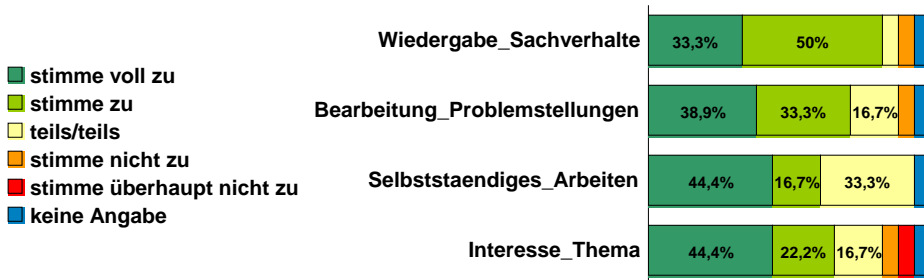 Wiedergabe_Sachverhalte 33,3% 50%
stimme voll zu
stimme zu
teils/teils
stimme nicht zu
stimme überhaupt nicht zu
keine Angabe
Bearbeitung_Problemstellungen 38,9% 33,3% 16,7%
Selbststaendiges_Arbeiten 44,4% 16,7% 33,3%
Interesse_Thema 44,4% 22,2% 16,7%